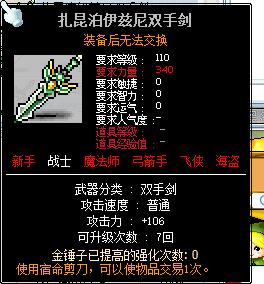 扎昆泊伊兹尼双手剑
装备后无法交换
要求等级： 110
要求力量： 340
要求敏捷： 0
要求智力： 0
要求运气： 0
要求人气度： -
道具等级： -
道具经验值： -
新手 战士 魔法师 弓箭手 飞侠 海盗
武器分类 ： 双手剑
攻击速度 ： 普通
攻击力 ： +106
可升级次数 ： 7回
金锤子已提高的强化次数： 0
使用宿命剪刀，可以使物品交易1次。